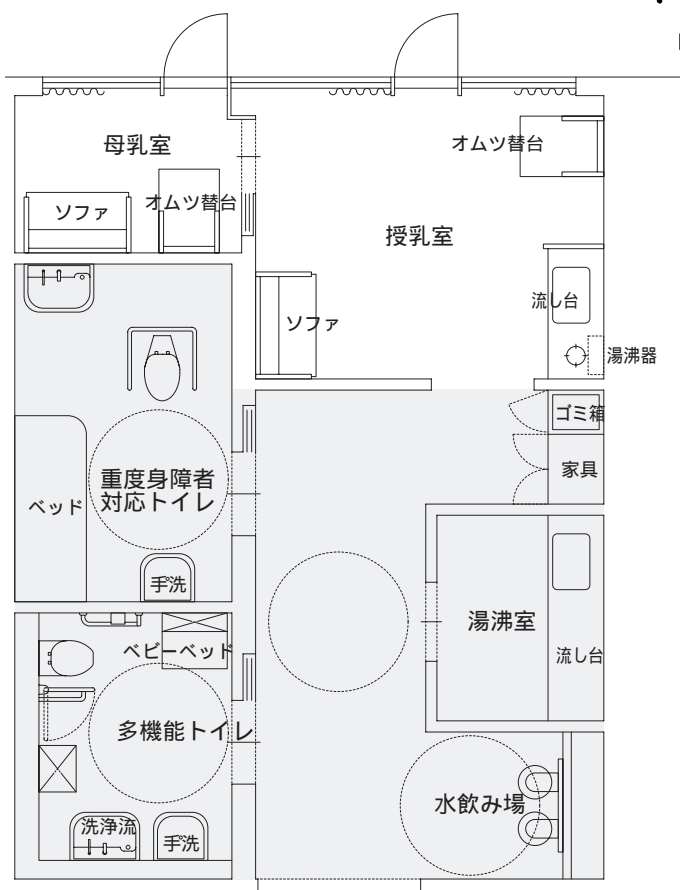 母乳室
オムツ替台
オムツ替台
ソファ
授乳室
流し台
ソファ
湯沸器
ゴミ箱
家具
重度身障者
対応トイレ
ベッド
手洗
湯沸室
ベビーベッド
流し台
多機能トイレ
水飲み場
洗浄流
手洗